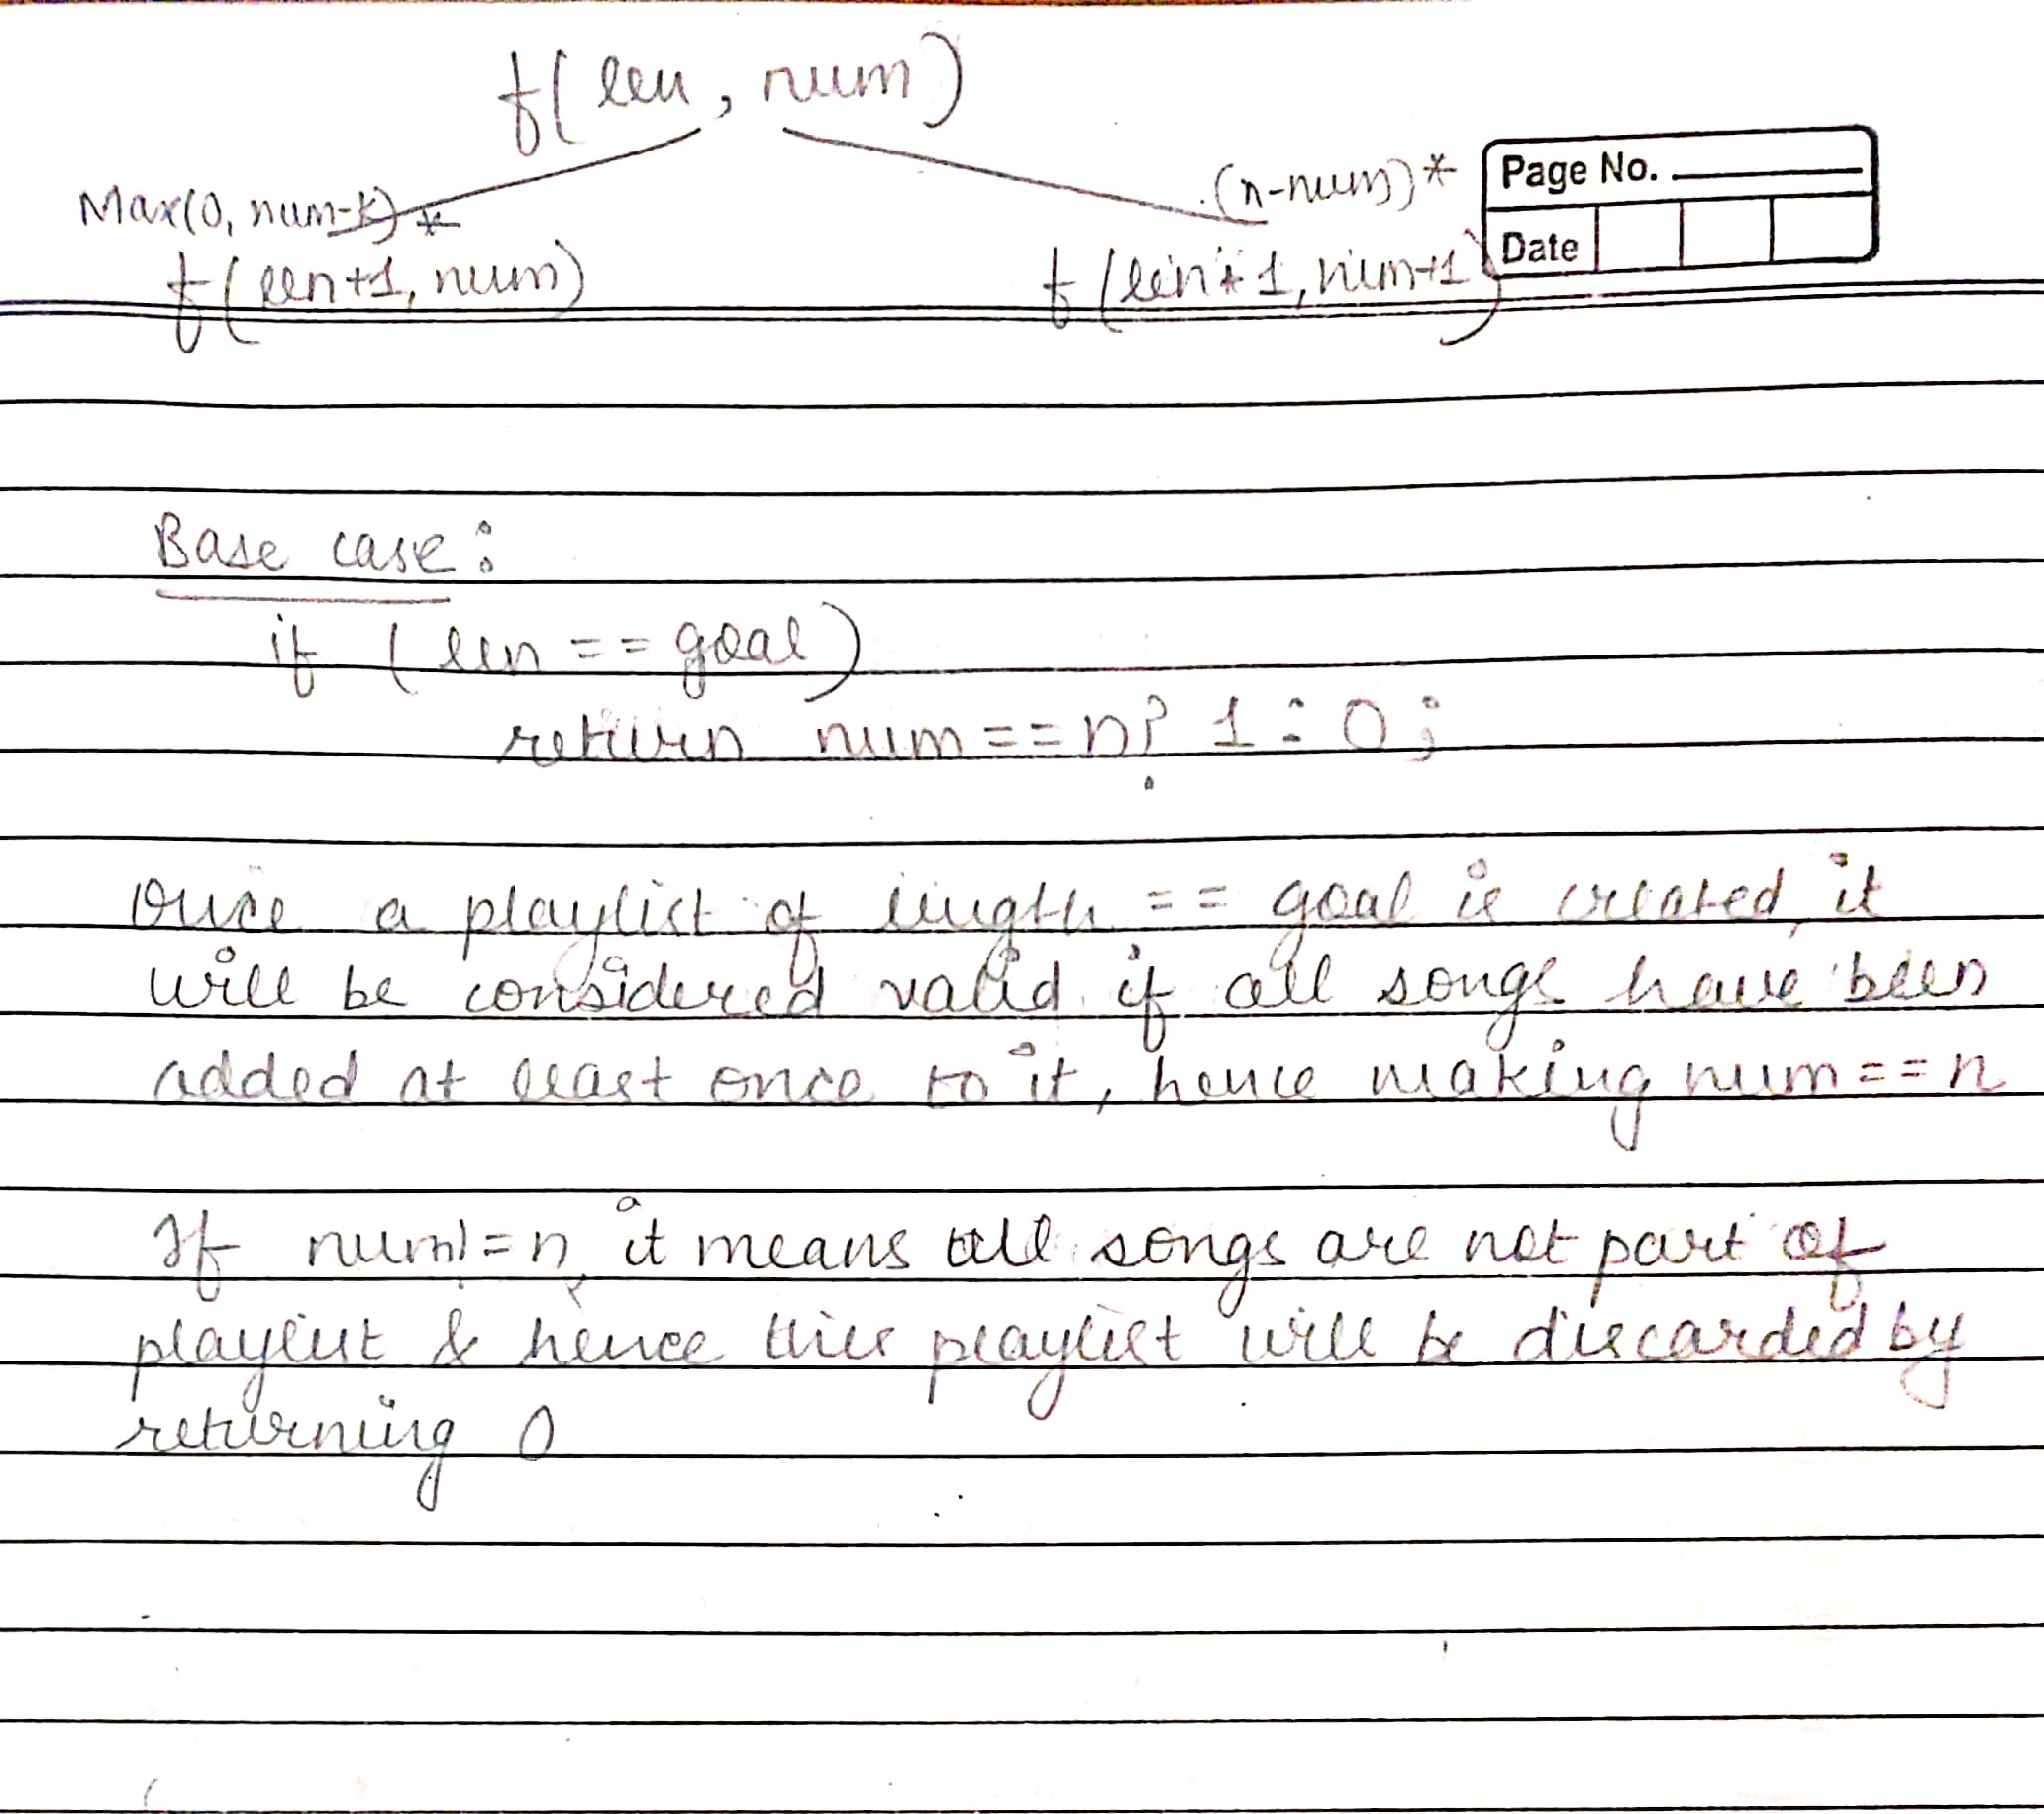 f(len, num)
Page No.
Max(0, num-k) *
(n-num) *
f(len+1, num)
f(len+1, num+1)
Date
Base case:
if (len == goal)
return num == n? 1 : 0;
Once a playlist of length == goal is created, it
will be considered valid if all songs have been
added at least once to it, hence making num == n
If num != n, it means all songs are not part of
playlist & hence this playlist will be discarded by
returning 0